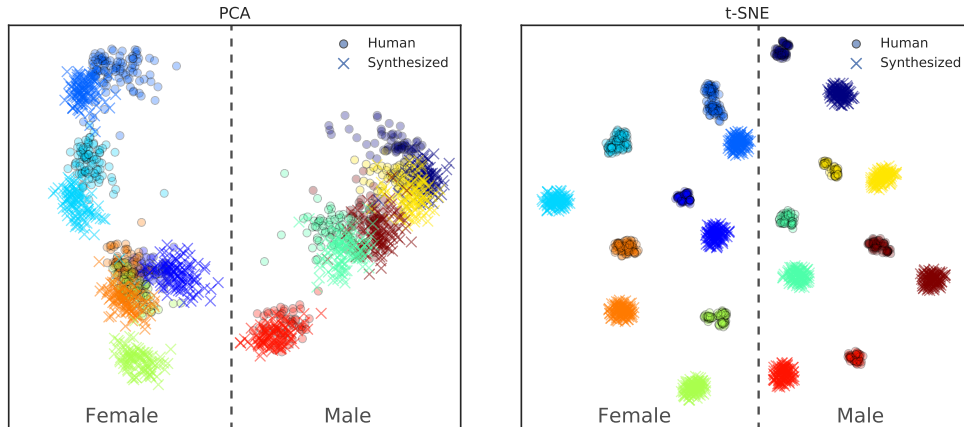 PCA
Human
Synthesized
Female
Male
t-SNE
Human
Synthesized
Female
Male